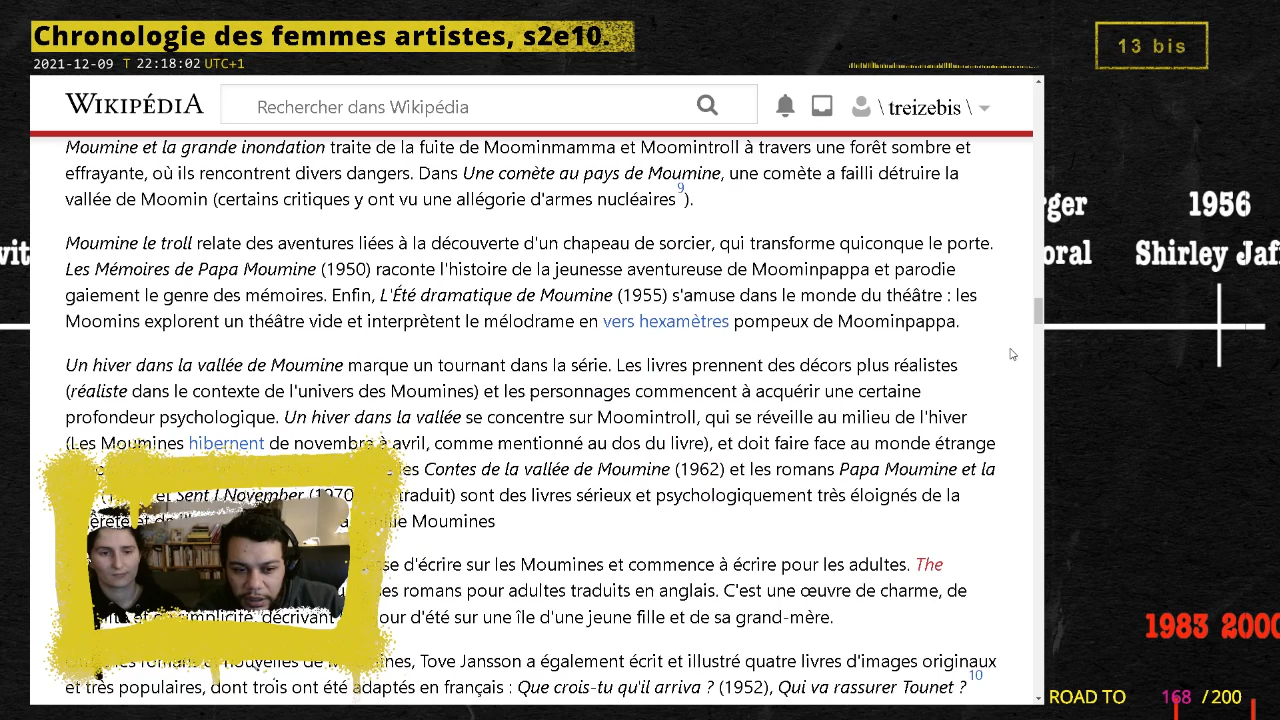 Chronologie des femmes artistes, s2e10.
13 bis
2021-12-09 T 22:18:02 UTC+1
WIKIPÉDIA
Rechercher dans Wikipédia
\ treizebis \
Moumine et la grande inondation traite de la fuite de Moominmamma et Moomintroll à travers une forêt sombre et
effrayante, où ils rencontrent divers dangers. Dans Une comète au pays de Moumine, une comète a failli détruire la
vallée de Moomin (certains critiques y ont vu une allégorie d'armes nucléaires9).
Moumine le troll relate des aventures liées à la découverte d'un chapeau de sorcier, qui transforme quiconque le porte.
Les Mémoires de Papa Moumine (1950) raconte l'histoire de la jeunesse aventureuse de Moominpappa et parodie
gaiement le genre des mémoires. Enfin, L'Été dramatique de Moumine (1955) s'amuse dans le monde du théâtre : les
Moomins explorent un théâtre vide et interprètent le mélodrame en vers hexamètres pompeux de Moominpappa.
Un hiver dans la vallée de Moumine marque un tournant dans la série. Les livres prennent des décors plus réalistes
(réaliste dans le contexte de l'univers des Moumines) et les personnages commencent à acquérir une certaine
profondeur psychologique. Un hiver dans la vallée se concentre sur Moomintroll, qui se réveille au milieu de l'hiver
(Les Moumines hibernent de novembre à avril, comme mentionné au dos du livre), et doit faire face au monde étrange
Contes de la vallée de Moumine (1962) et les romans Papa Moumine et la
et Sent I November (1970 traduit) sont des livres sérieux et psychologiquement très éloignés de la
Moumines
d'écrire sur les Moumines et commence à écrire pour les adultes. The
romans pour adultes traduits en anglais. C'est une œuvre de charme, de
simplicité, décrivant d'été sur une île d'une jeune fille et de sa grand-mère.
romans et nouvelles de Tove Jansson a également écrit et illustré quatre livres d'images originaux
et très populaires, dont trois ont été adaptés en français : Que crois-tu qu'il arriva ? (1952), Qui va rassurer Tounet ? 10
1956
1983 2000
ROAD TO 168 / 200